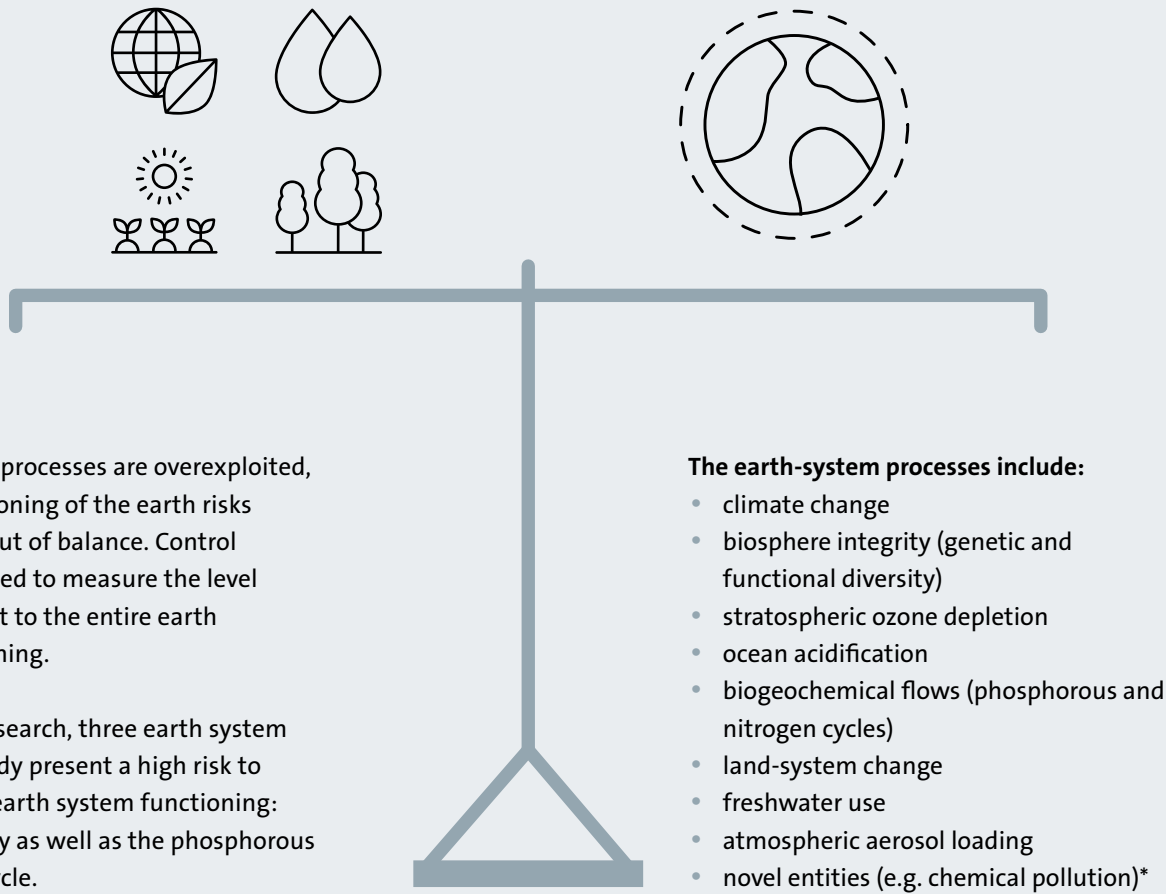 processes are overexploited,
oning of the earth risks
ut of balance. Control
ed to measure the level
t to the entire earth
ning.
search, three earth system
dy present a high risk to
earth system functioning:
y as well as the phosphorous
cle.
The earth-system processes include:
• climate change
• biosphere integrity (genetic and
functional diversity)
• stratospheric ozone depletion
• ocean acidification
• biogeochemical flows (phosphorous and
nitrogen cycles)
• land-system change
• freshwater use
• atmospheric aerosol loading
• novel entities (e.g. chemical pollution)*